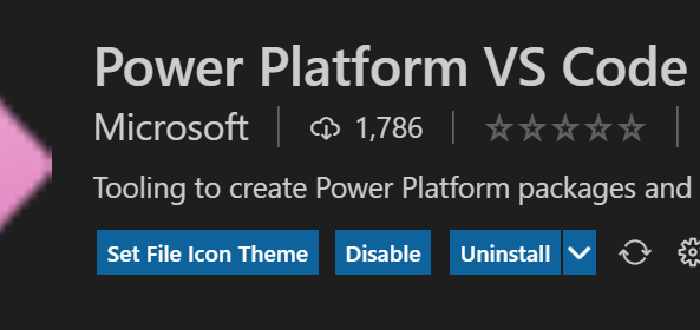 Power Platform VS Code
Microsoft 1,786
Tooling to create Power Platform packages and
Set File Icon Theme Disable Uninstall